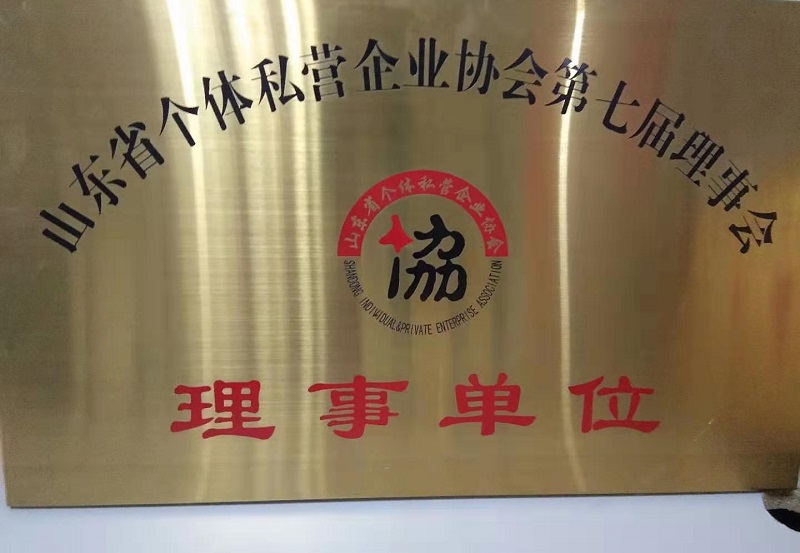 山东省个体私营企业协会第七届理事会
山东省个体私营企业协会
協
SHANDONG INDIVIDUAL&PRIVATE ENTERPRISE ASSOCIATION
理事单位